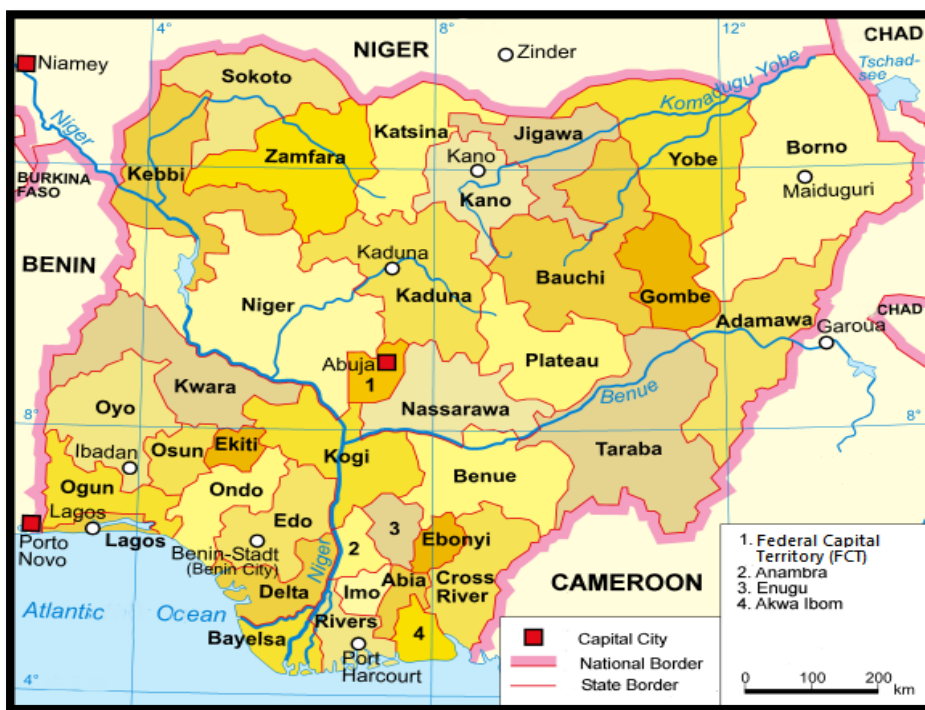 4°
8°
12°
CHAD
NIGER
Zinder
Niamey
Tschad-
see
Sokoto
Komadugu Yobe
Niger
Katsina
Jigawa
Zamfara
Kano
Yobe
Borno
Kebbi
BURKINA
FASO
Maiduguri
Kano
Kaduna
BENIN
Bauchi
Niger
Kaduna
Gombe
CHAD
Adamawa
Garoua
Abuja
Plateau
1
Kwara
Benue
Nassarawa
Oyo
8°
8°
Ekiti
Osun
Ibadan
Kogi
Taraba
Benue
Ogun
Ondo
Lagos
Edo
3
Ebonyi
Porto
Novo
Lagos
2
Benin-Stadt
(Benin City)
Niger
Abia
Cross
River
CAMEROON
Delta
Imo
Atlantic
Ocean
Rivers
Bayelsa
4
Port
Harcourt
4°
1. Federal Capital
Territory (FCT)
2. Anambra
3. Enugu
4. Akwa Ibom
Capital City
National Border
State Border
0 100 200
km